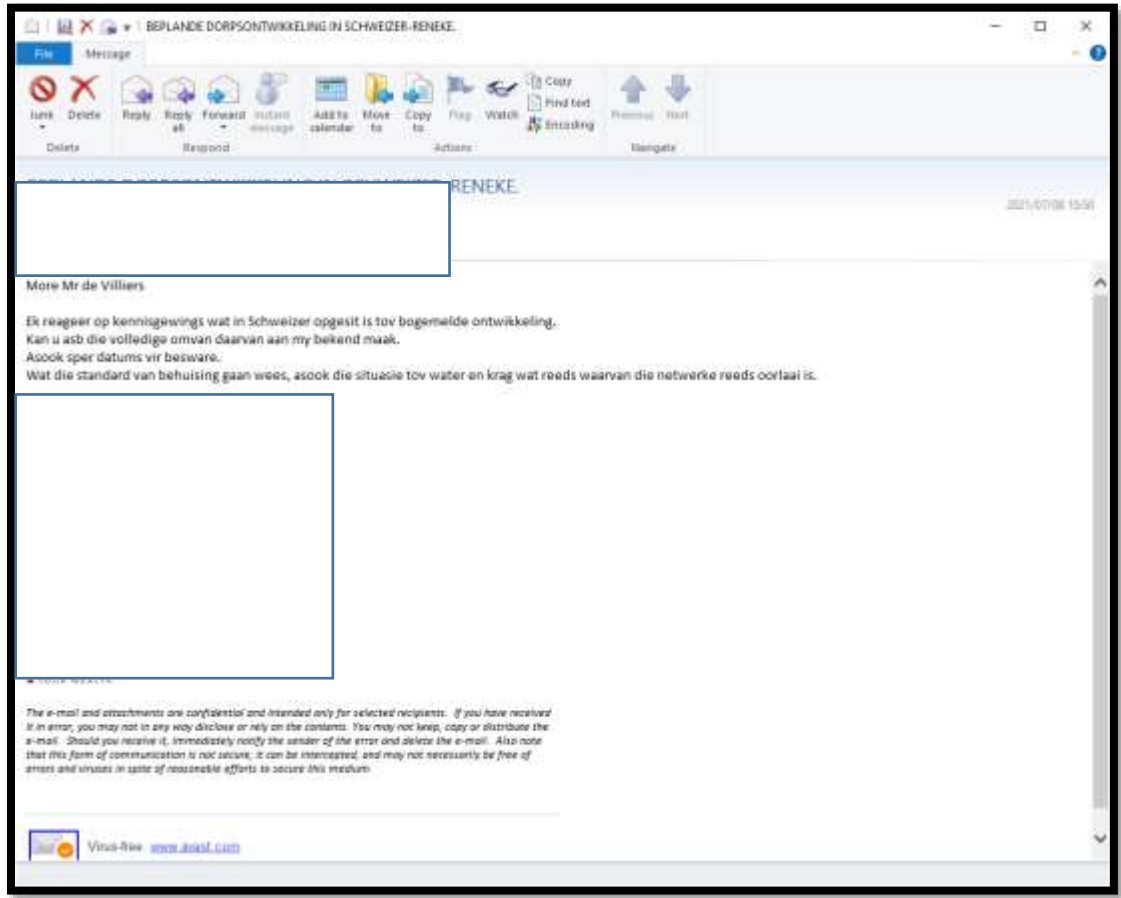 BEPLANDE DORPSONTWIKKELING IN SCHWEIZER-RENEKE.
File Message
Junk Delete Reply Reply all Forward Instant message Add to calendar Move to Copy to Flag Watch Copy Find text Encoding Previous Next
Delete Respond Actions Navigate
RENEKE.
2021/07/08
More Mr de Villiers
Ek reageer op kennisgewings wat in Schweizer opgesit is tov bogemelde ontwikkeling.
Kan u asb die volledige omvan daarvan aan my bekend maak.
Asook sper datums vir besware.
Wat die standard van behuising gaan wees, asook die situasie tov water en krag wat reeds waarvan die netwerke reeds oorlaai is.
The e-mail and attachments are confidential and intended only for selected recipients. If you have received
it in error, you may not in any way disclose or rely on the contents. You may not keep, copy or distribute the
e-mail. Should you receive it, immediately notify the sender of the error and delete the e-mail. Also note
that this form of communication is not secure, it can be intercepted, and may not necessarily be free of
errors and viruses in spite of reasonable efforts to secure this medium
Virus-free www.avast.com